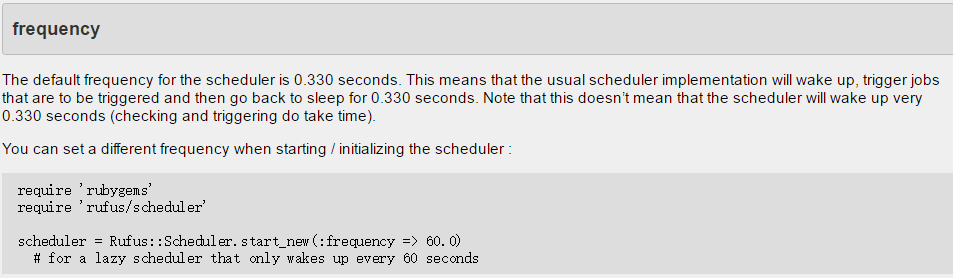 frequency
The default frequency for the scheduler is 0.330 seconds. This means that the usual scheduler implementation will wake up, trigger jobs
that are to be triggered and then go back to sleep for 0.330 seconds. Note that this doesn't mean that the scheduler will wake up very
0.330 seconds (checking and triggering do take time).
You can set a different frequency when starting / initializing the scheduler :
require 'rubygems'
require 'rufus/scheduler'
scheduler = Rufus::Scheduler.start_new(:frequency => 60.0)
# for a lazy scheduler that only wakes up every 60 seconds